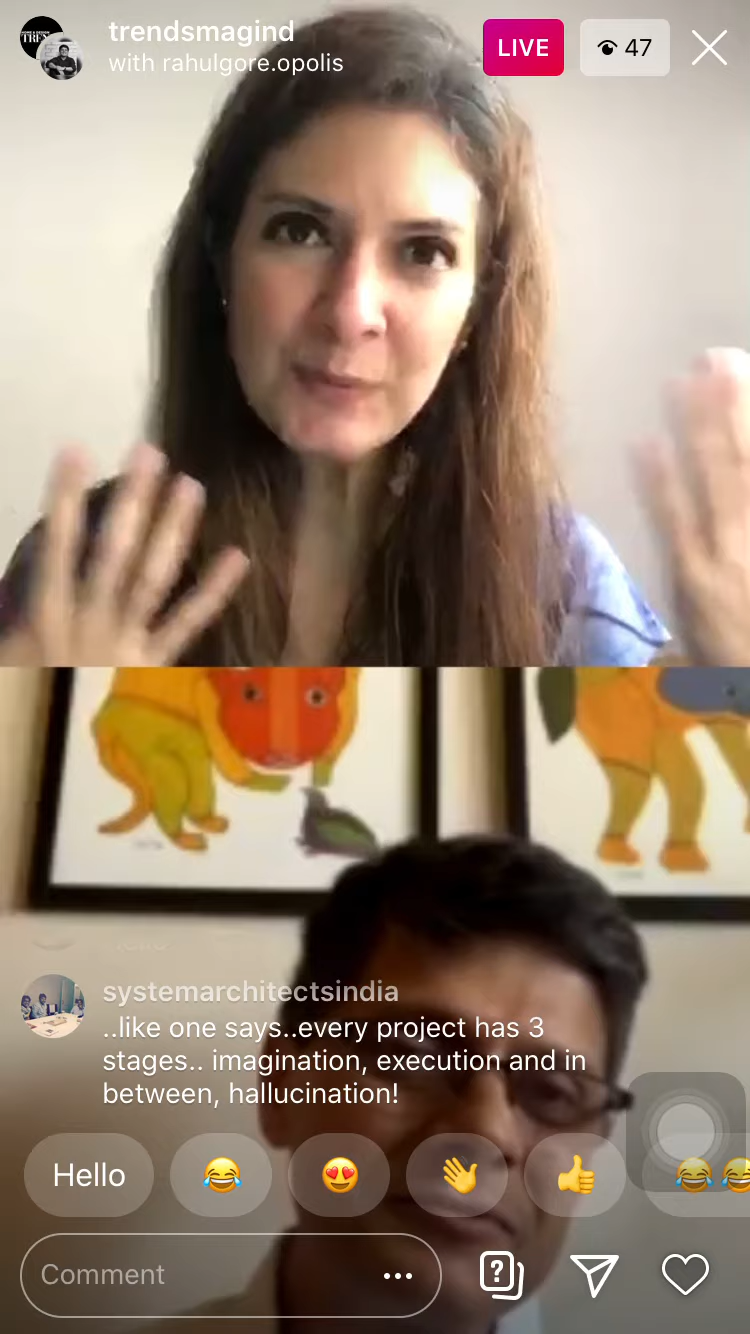 trendsmagind
with rahulgore.opolis
LIVE
47
systemarchitectsindia
..like one says..every project has 3
stages.. imagination, execution and in
between, hallucination!
Hello
Comment